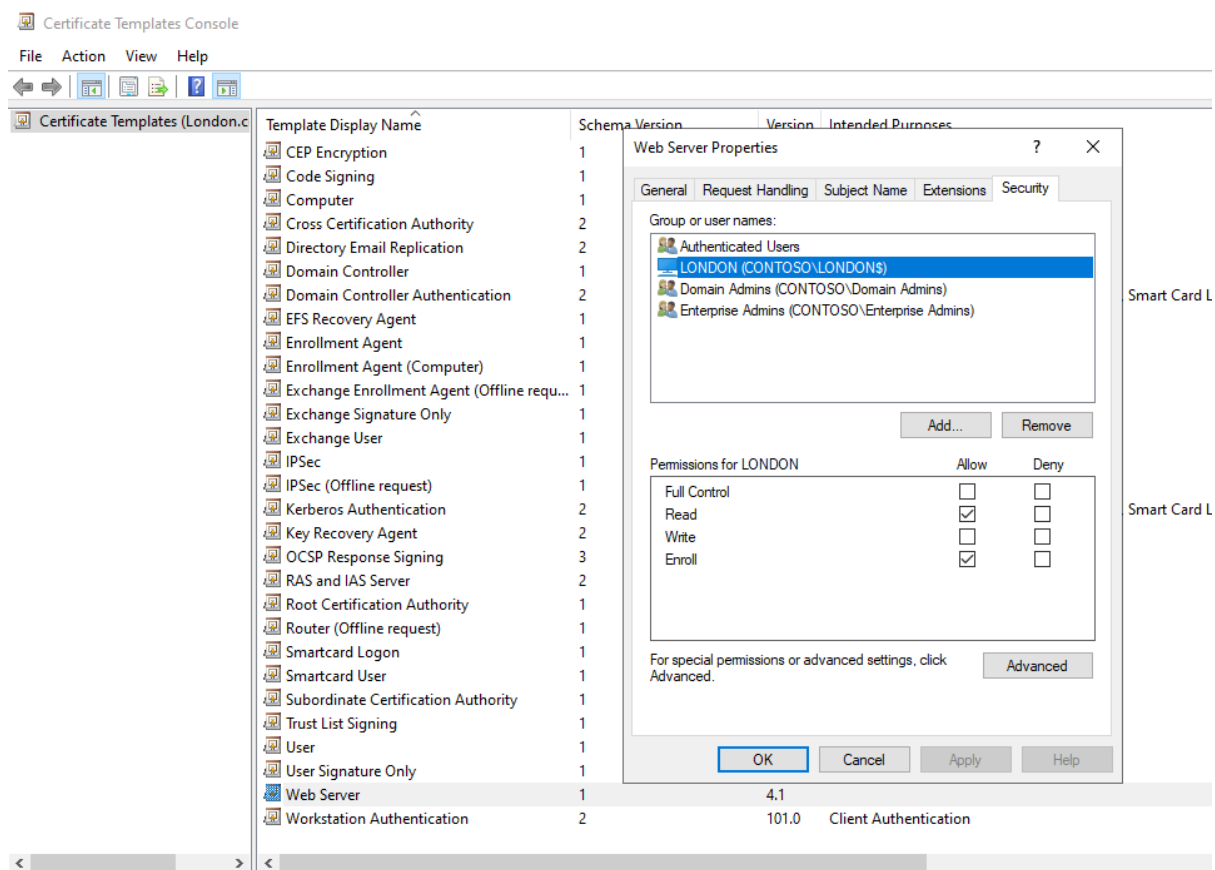 Certificate Templates Console
File Action View Help
Certificate Templates (London.c
Template Display Name Schema Version Version Intended Purposes
CEP Encryption 1
Code Signing 1
Computer 1
Cross Certification Authority 2
Directory Email Replication 2
Domain Controller 1
Domain Controller Authentication 2 Smart Card L
EFS Recovery Agent 1
Enrollment Agent 1
Enrollment Agent (Computer) 1
Exchange Enrollment Agent (Offline requ... 1
Exchange Signature Only 1
Exchange User 1
IPSec 1
IPSec (Offline request) 1
Kerberos Authentication 2 Smart Card L
Key Recovery Agent 2
OCSP Response Signing 3
RAS and IAS Server 2
Root Certification Authority 1
Router (Offline request) 1
Smartcard Logon 1
Smartcard User 1
Subordinate Certification Authority 1
Trust List Signing 1
User 1
User Signature Only 1
Web Server 1 4.1
Workstation Authentication 2 101.0 Client Authentication
Web Server Properties ?
General Request Handling Subject Name Extensions Security
Group or user names:
Authenticated Users
LONDON (CONTOSO\LONDON$)
Domain Admins (CONTOSO\Domain Admins)
Enterprise Admins (CONTOSO\Enterprise Admins)
Add... Remove
Permissions for LONDON Allow Deny
Full Control
Read
Write
Enroll
For special permissions or advanced settings, click
Advanced.
Advanced
OK Cancel Apply Help